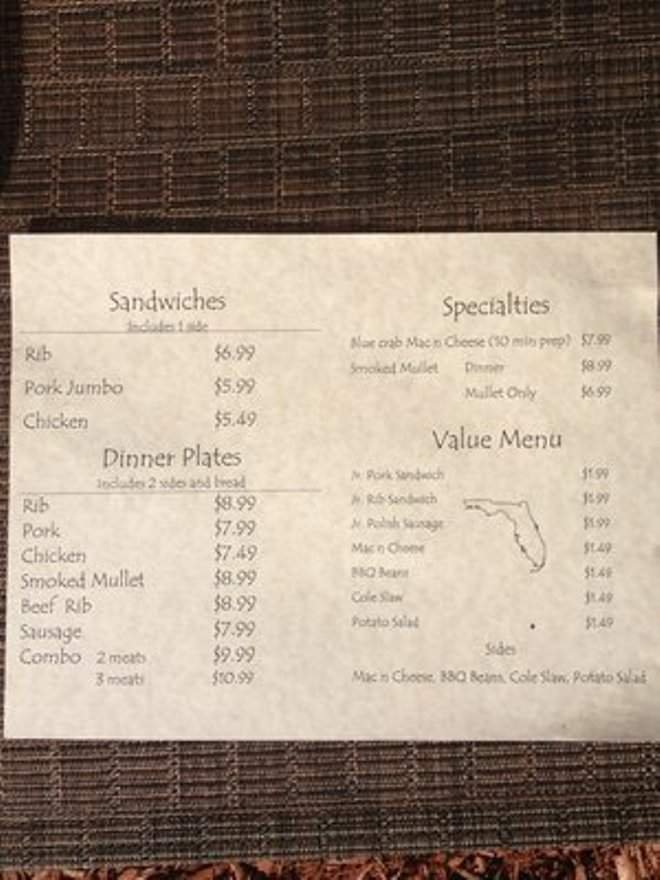 Sandwiches
Includes 1 side
Rib $6.99
Pork Jumbo $5.99
Chicken $5.49
Dinner Plates
Includes 2 sides and bread
Rib $8.99
Pork $7.99
Chicken $7.49
Smoked Mullet $8.99
Beef Rib $8.99
Sausage $7.99
Combo 2 meats $9.99
3 meats $10.99
Specialties
Blue crab Mac n Cheese (10 min prep) $7.99
Smoked Mullet Dinner $8.99
Mullet Only $6.99
Value Menu
Jr. Pork Sandwich $1.99
Jr. Rib Sandwich $1.99
Jr. Polish Sausage $1.99
Mac n Cheese $1.49
BBQ Beans $1.49
Cole Slaw $1.49
Potato Salad $1.49
Sides
Mac n Cheese, BBQ Beans, Cole Slaw, Potato Salad